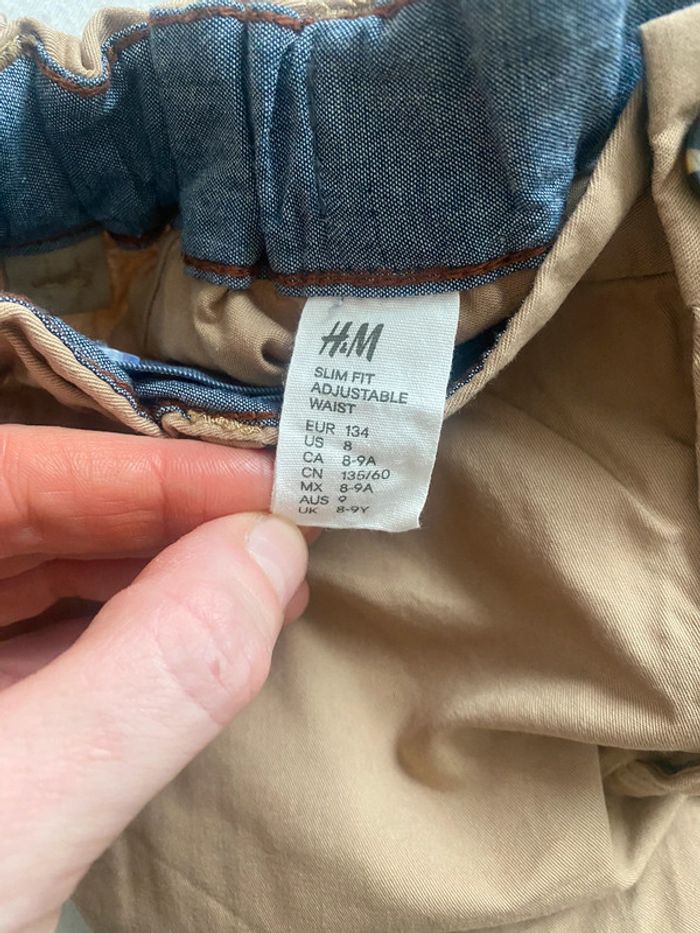 H&M
SLIM FIT
ADJUSTABLE
WAIST
EUR 134
US 8
CA 8-9A
CN 135/60
MX 8-9A
AUS 9
UK 8-9Y